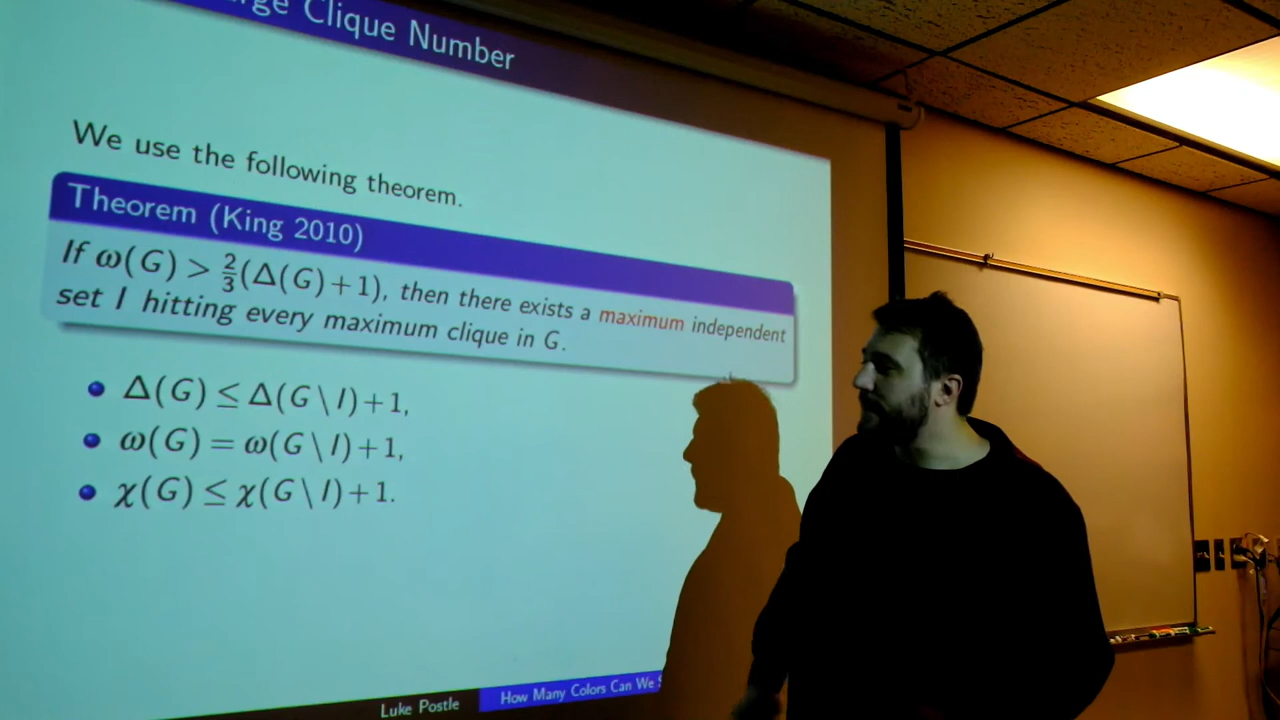 Clique Number
We use the following theorem.
Theorem (King 2010)
If ω(G) > 2/3(Δ(G)+1), then there exists a maximum independent
set I hitting every maximum clique in G.
Δ(G) ≤ Δ(G\I)+1,
ω(G) = ω(G\I)+1,
χ(G) ≤ χ(G\I)+1.
Luke Postle
How Many Colors Can We